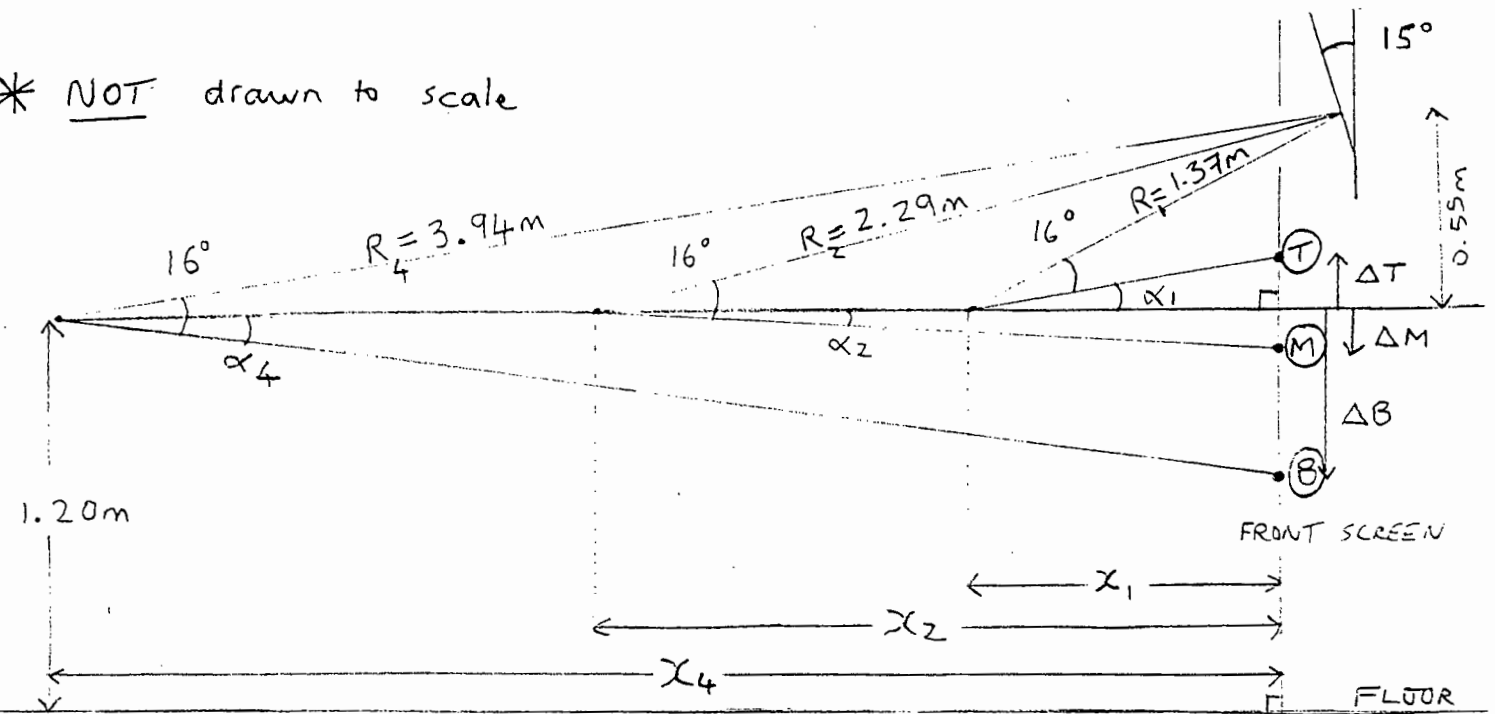 * NOT drawn to scale
15°
0.55m
R₁=1.37m
R₂=2.29m
R₄=3.94m
16°
16°
16°
T
ΔT
α₁
α₂
M
ΔM
α₄
ΔB
B
1.20m
FRONT SCREEN
x₁
x₂
x₄
FLOOR